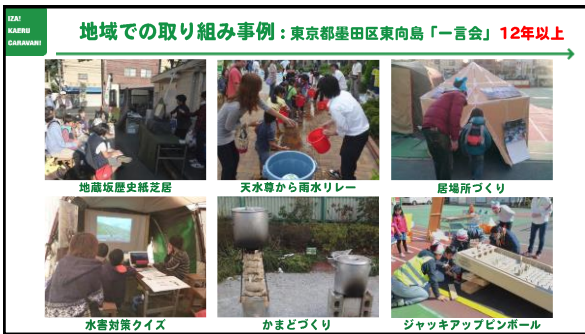 IZA!
KAERU
CARAVAN!
地域での取り組み事例：東京都墨田区東向島「一言会」12年以上
地蔵坂歴史紙芝居
天水尊から雨水リレー
居場所づくり
水害対策クイズ
かまどづくり
ジャッキアップピンボール